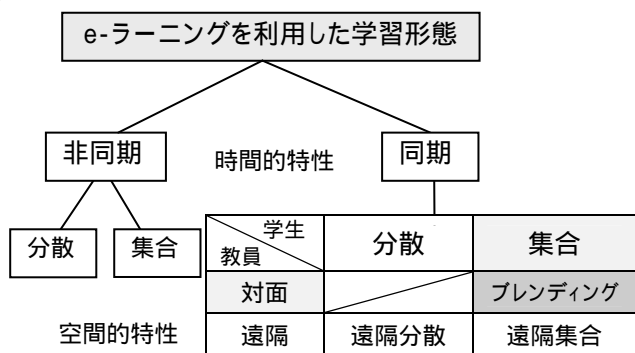 e-ラーニングを利用した学習形態
非同期
時間的特性
同期
分散
集合
学生
教員
分散
集合
対面
ブレンディング
空間的特性
遠隔
遠隔分散
遠隔集合